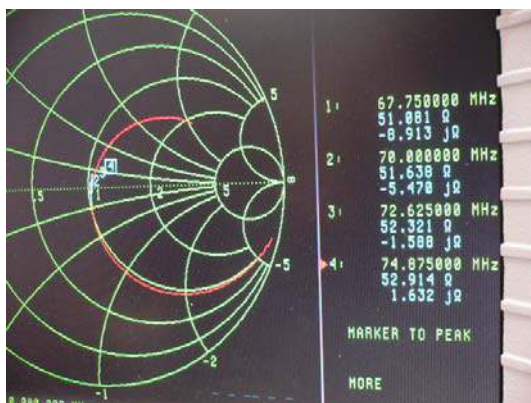 1: 67.750000 MHz
51.081 Ω
-8.913 jΩ
2: 70.000000 MHz
51.638 Ω
-5.470 jΩ
3: 72.625000 MHz
52.321 Ω
-1.588 jΩ
4: 74.875000 MHz
52.914 Ω
1.632 jΩ
MARKER TO PEAK
MORE
5
4
.5
1
2
5
∞
-5
-2
-1